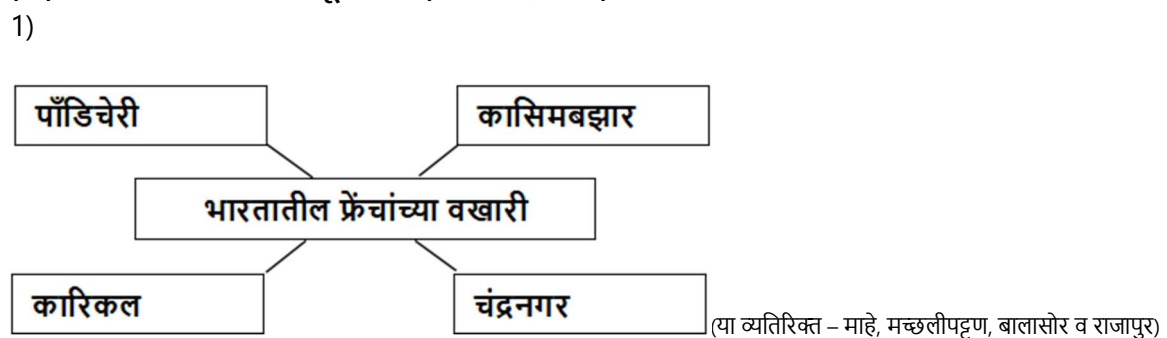 1)
पाँडिचेरी
कासिमबझार
भारतातील फ्रेंचांच्या वखारी
कारिकल
चंद्रनगर
(या व्यतिरिक्त – माहे, मच्छलीपट्टण, बालासोर व राजापुर)